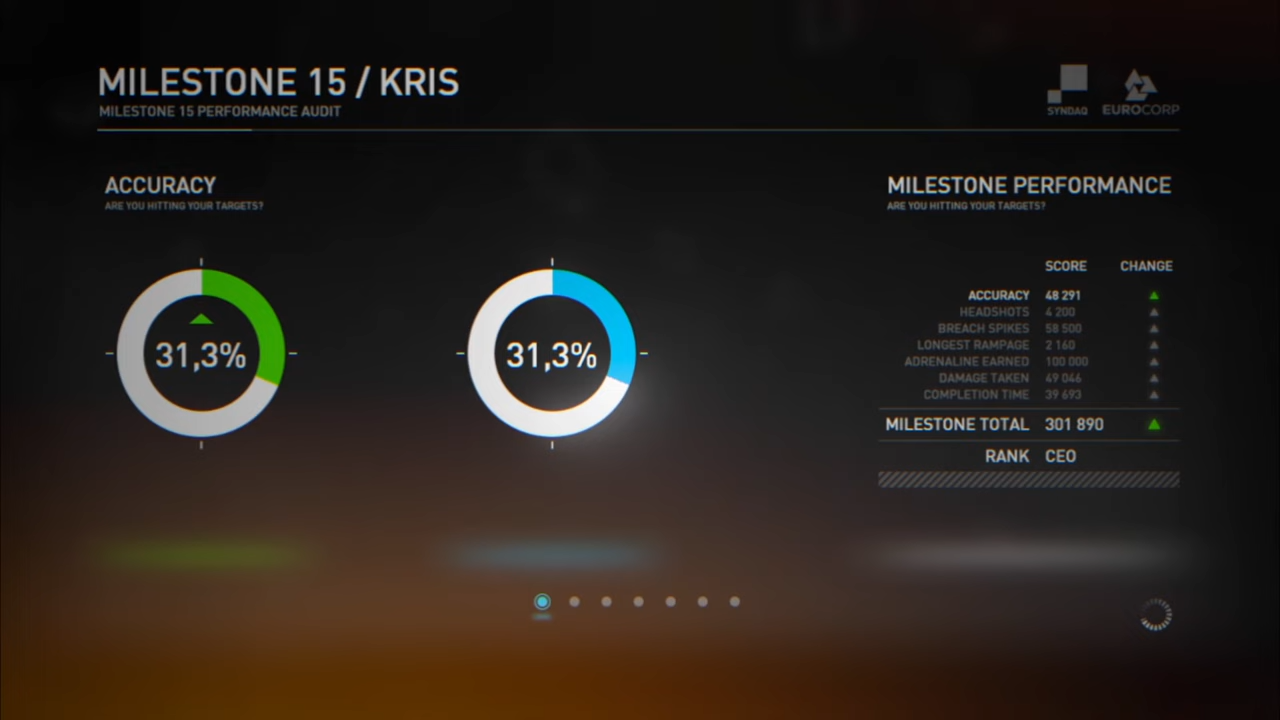 MILESTONE 15 / KRIS
MILESTONE 15 PERFORMANCE AUDIT
SYNDAQ
EUROCORP
ACCURACY
ARE YOU HITTING YOUR TARGETS?
31,3%
31,3%
MILESTONE PERFORMANCE
ARE YOU HITTING YOUR TARGETS?
SCORE CHANGE
ACCURACY 48 291
HEADSHOTS 4 200
BREACH SPIKES 58 500
LONGEST RAMPAGE 2 160
ADRENALINE EARNED 100 000
DAMAGE TAKEN 49 046
COMPLETION TIME 39 693
MILESTONE TOTAL 301 890
RANK CEO